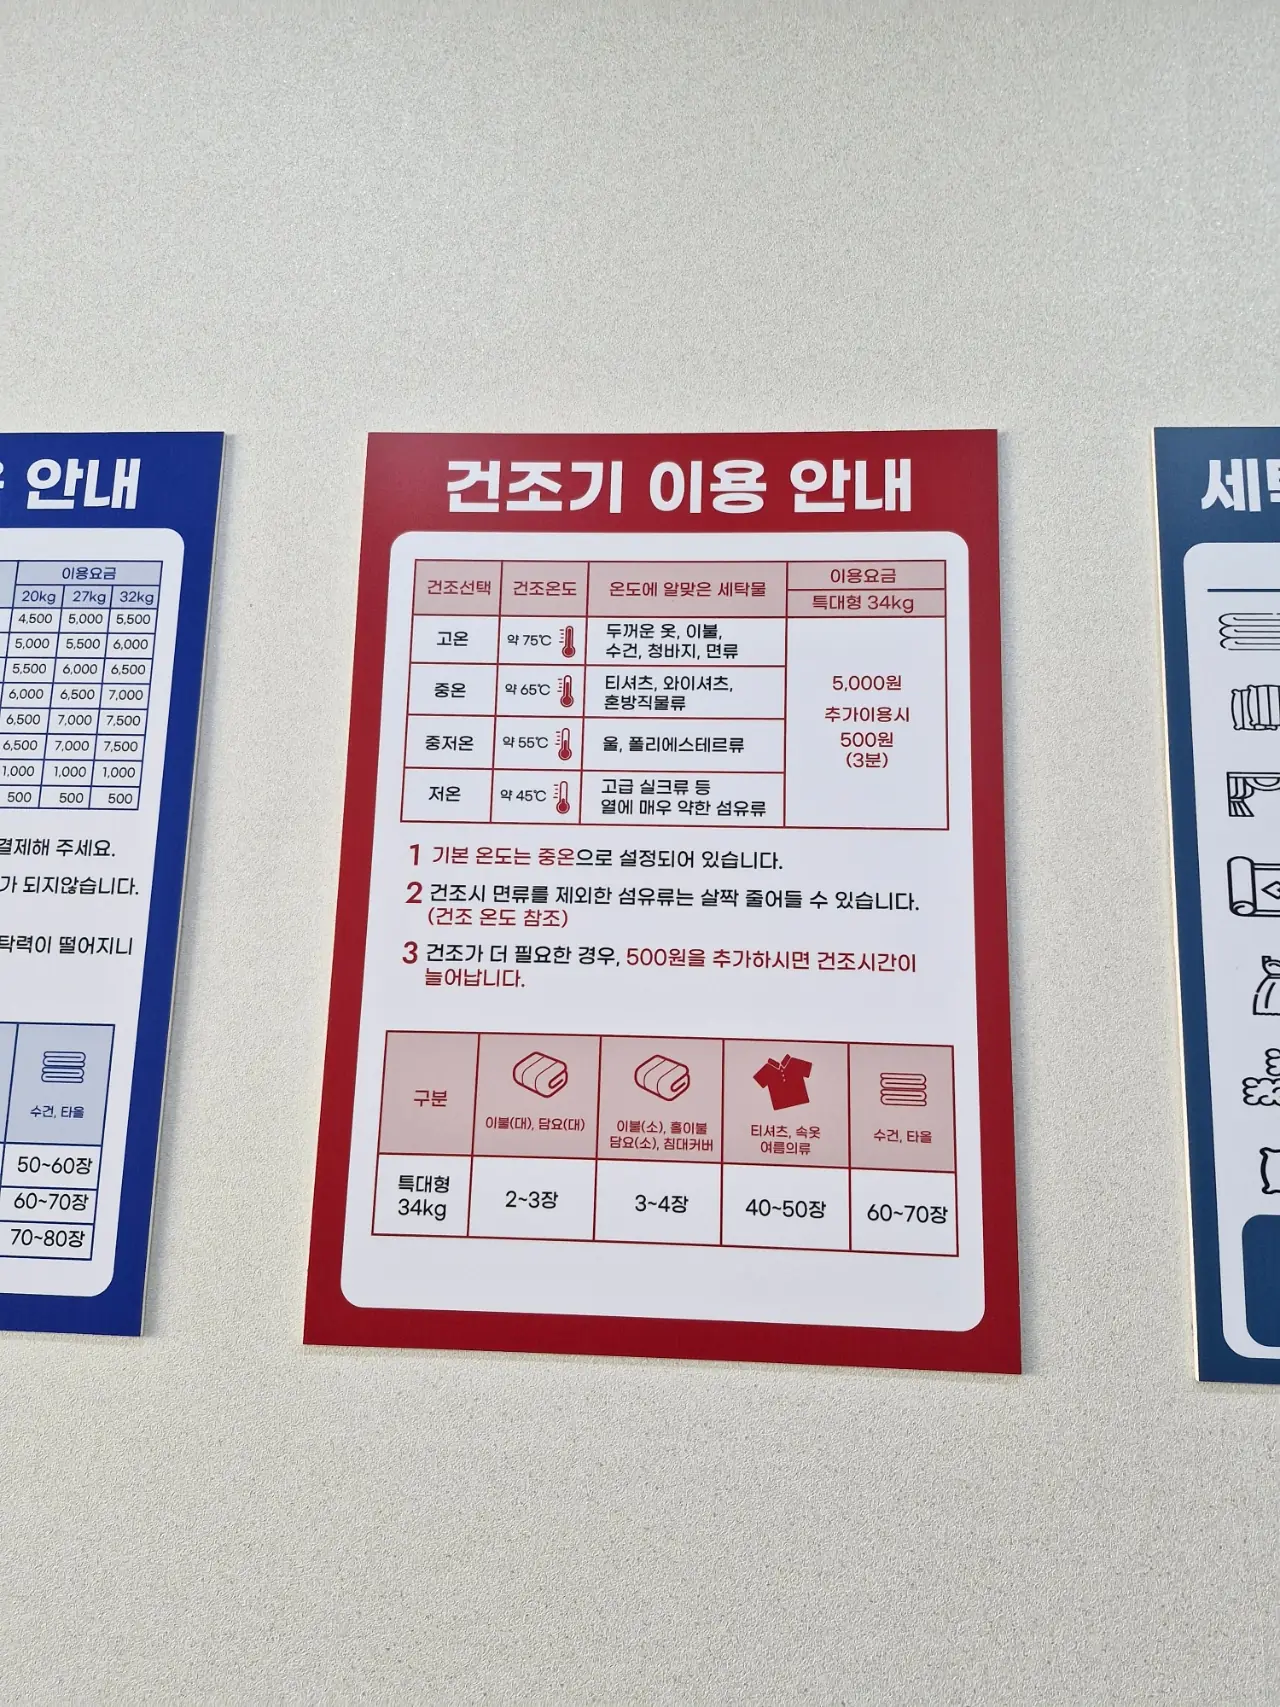 안내
이용요금
20kg 27kg 32kg
4,500 5,000 5,500
5,000 5,500 6,000
5,500 6,000 6,500
6,000 6,500 7,000
6,500 7,000 7,500
6,500 7,000 7,500
1,000 1,000 1,000
500 500 500
결제해 주세요.
가 되지않습니다.
탁력이 떨어지니
수건, 타올
50~60장
60~70장
70~80장
건조기 이용 안내
건조선택 건조온도 온도에 알맞은 세탁물 이용요금
특대형 34kg
고온 약 75℃ 두꺼운 옷, 이불,
수건, 청바지, 면류
중온 약 65℃ 티셔츠, 와이셔츠,
혼방직물류
중저온 약 55℃ 울, 폴리에스테르류
저온 약 45℃ 고급 실크류 등
열에 매우 약한 섬유류
5,000원
추가이용시
500원
(3분)
1 기본 온도는 중온으로 설정되어 있습니다.
2 건조시 면류를 제외한 섬유류는 살짝 줄어들 수 있습니다.
(건조 온도 참조)
3 건조가 더 필요한 경우, 500원을 추가하시면 건조시간이
늘어납니다.
구분
이불(대), 담요(대)
이불(소), 홑이불
담요(소), 침대커버
티셔츠, 속옷
여름의류
수건, 타올
특대형
34kg
2~3장 3~4장 40~50장 60~70장
세